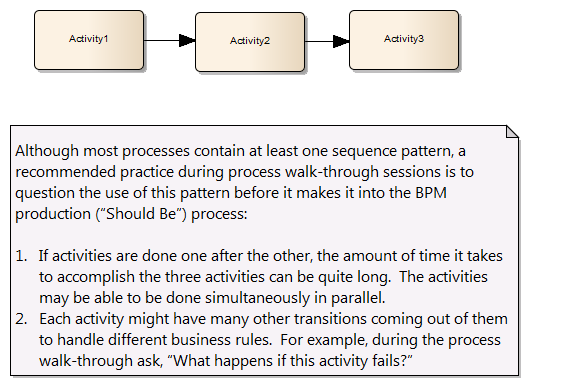 Activity1
Activity2
Activity3
Although most processes contain at least one sequence pattern, a
recommended practice during process walk-through sessions is to
question the use of this pattern before it makes it into the BPM
production (“Should Be”) process:
1. If activities are done one after the other, the amount of time it takes
to accomplish the three activities can be quite long. The activities
may be able to be done simultaneously in parallel.
2. Each activity might have many other transitions coming out of them
to handle different business rules. For example, during the process
walk-through ask, “What happens if this activity fails?”